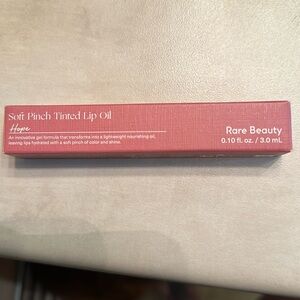 Soft Pinch Tinted Lip Oil
Hope
An innovative gel formula that transforms into a lightweight nourishing oil,
leaving lips hydrated with a soft pinch of color and shine.
Rare Beauty
0.10 fl. oz. / 3.0 mL